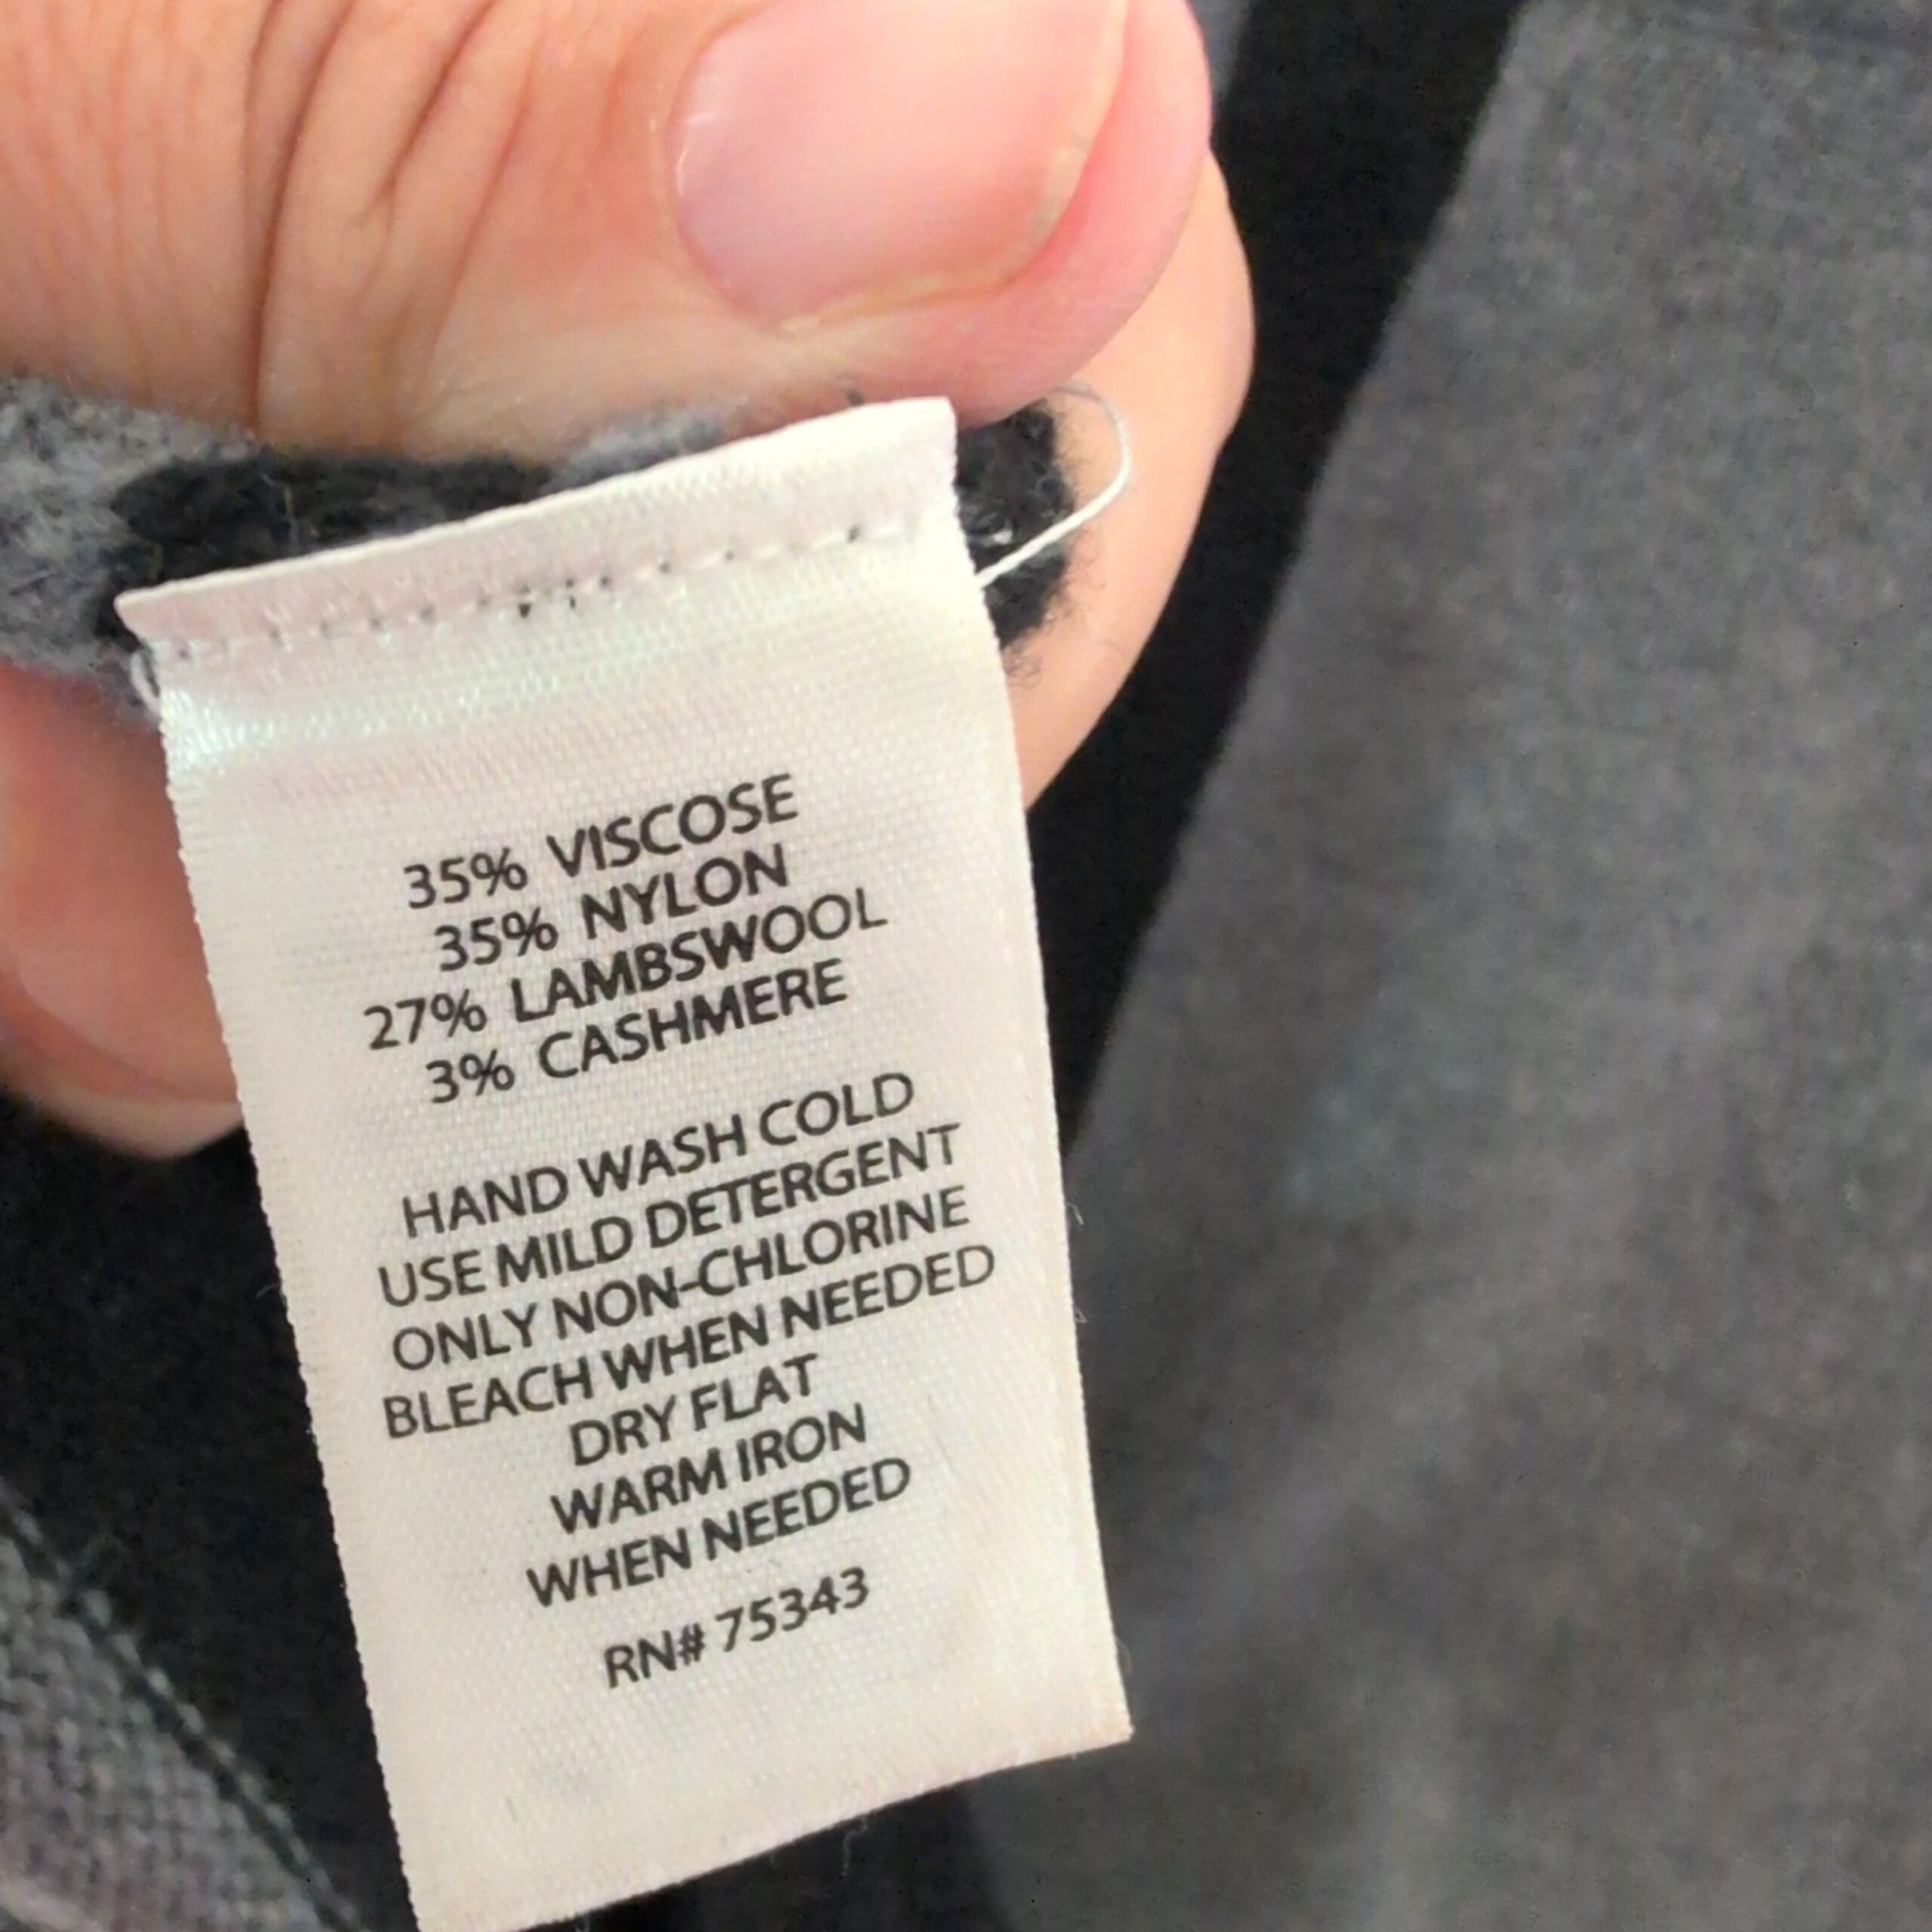 35% VISCOSE
35% NYLON
27% LAMBSWOOL
3% CASHMERE
HAND WASH COLD
USE MILD DETERGENT
ONLY NON-CHLORINE
BLEACH WHEN NEEDED
DRY FLAT
WARM IRON
WHEN NEEDED
RN# 75343